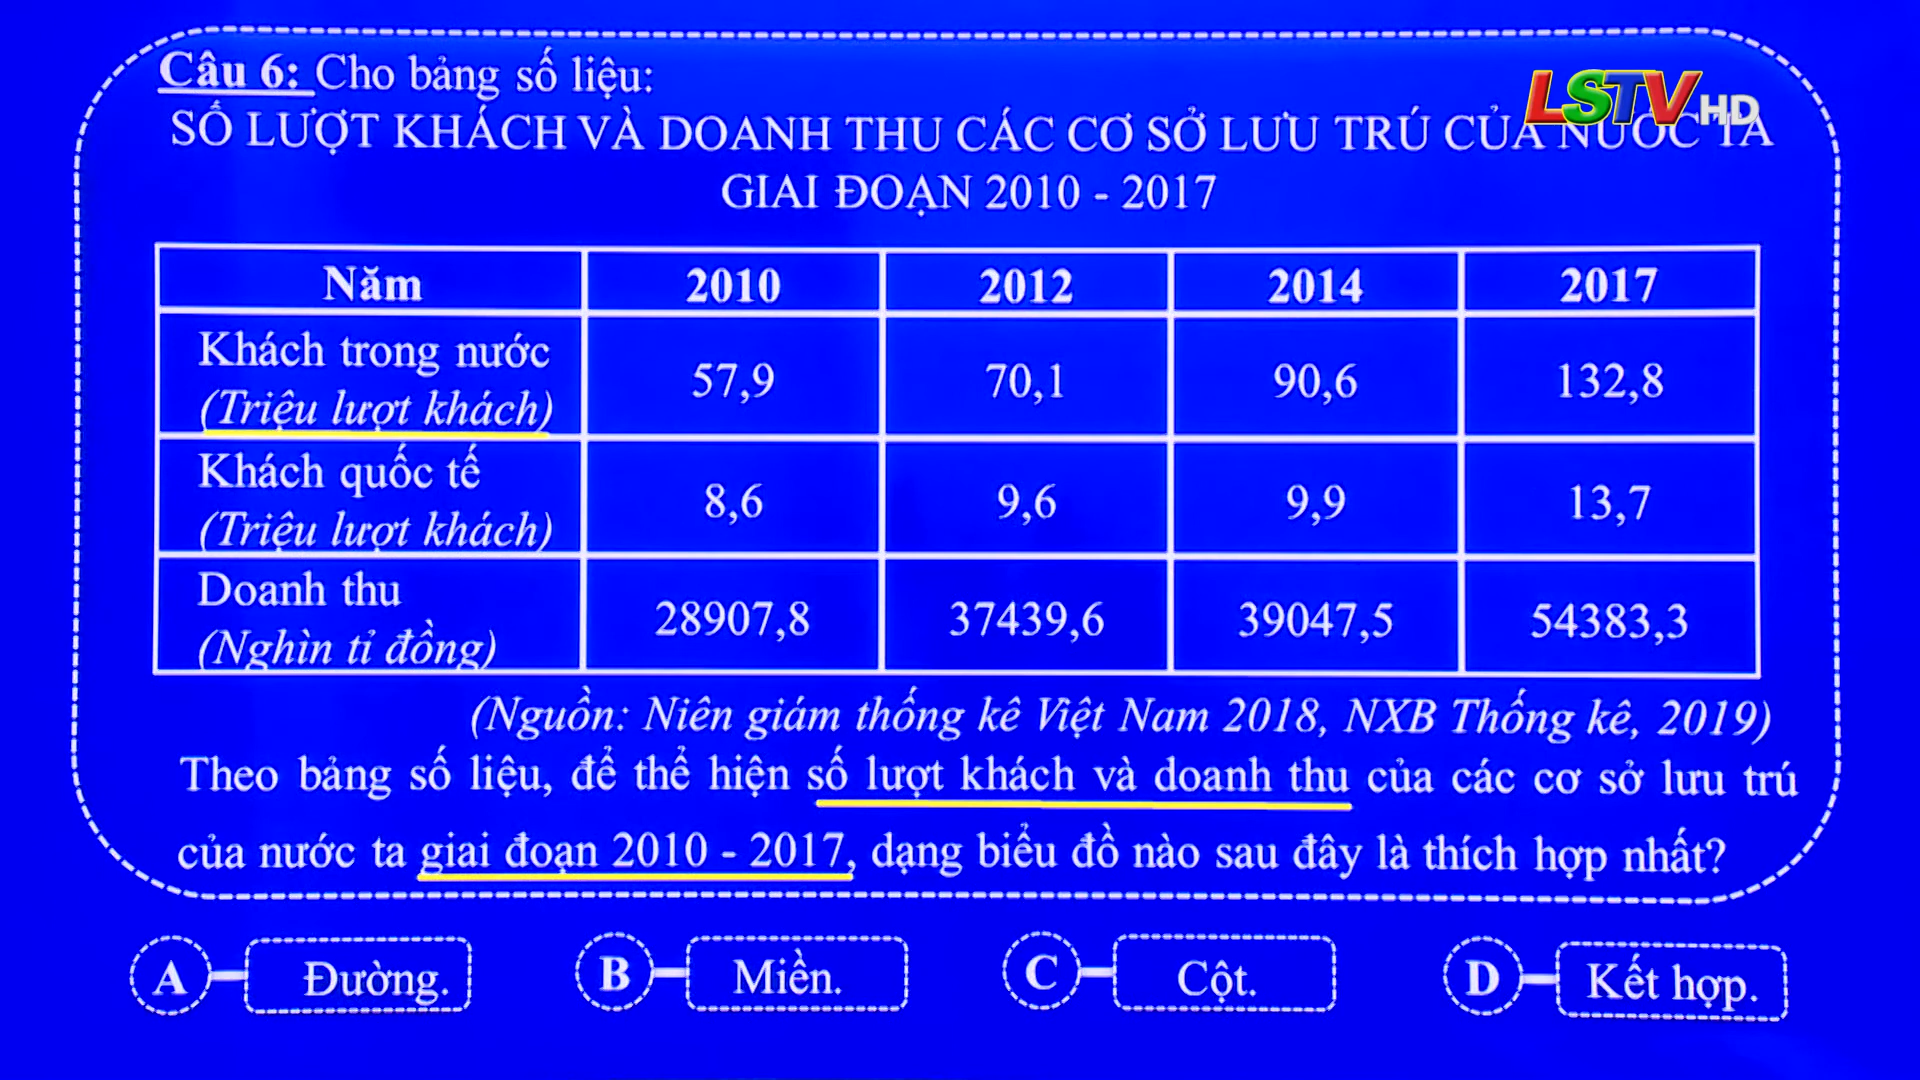 Câu 6: Cho bảng số liệu:
LSTV HD
SỐ LƯỢT KHÁCH VÀ DOANH THU CÁC CƠ SỞ LƯU TRÚ CỦA NƯỚC TA
GIAI ĐOẠN 2010 - 2017
Năm 2010 2012 2014 2017
Khách trong nước
(Triệu lượt khách) 57,9 70,1 90,6 132,8
Khách quốc tế
(Triệu lượt khách) 8,6 9,6 9,9 13,7
Doanh thu
(Nghìn tỉ đồng) 28907,8 37439,6 39047,5 54383,3
(Nguồn: Niên giám thống kê Việt Nam 2018, NXB Thống kê, 2019)
Theo bảng số liệu, để thể hiện số lượt khách và doanh thu của các cơ sở lưu trú
của nước ta giai đoạn 2010 - 2017, dạng biểu đồ nào sau đây là thích hợp nhất?
A Đường. B Miền. C Cột. D Kết hợp.